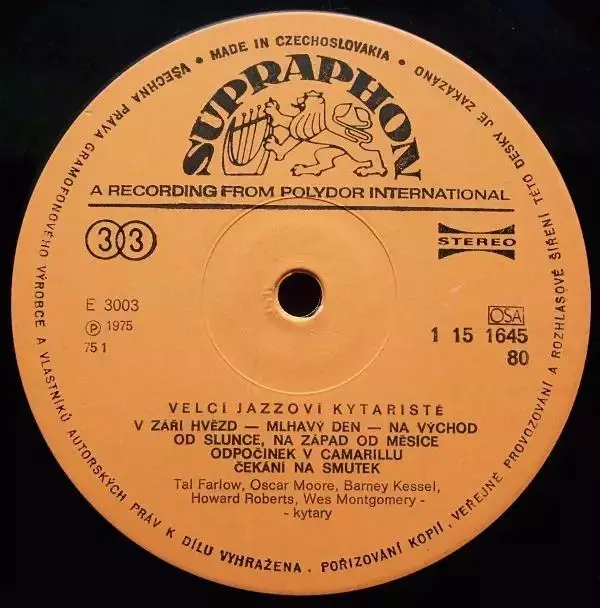 VŠECHNA PRÁVA GRAMOFONOVÉHO VÝROBCE A VLASTNÍKŮ AUTORSKÝCH PRÁV K DÍLU VYHRAŽENA. POŘIZOVÁNÍ KOPIÍ, VEŘEJNÉ PROVOZOVÁNÍ A ROZHLASOVÉ ŠÍŘENÍ TÉTO DESKY JE ZAKÁZÁNO
• MADE IN CZECHOSLOVAKIA •
SUPRAPHON
A RECORDING FROM POLYDOR INTERNATIONAL
33
STEREO
E 3003
Ⓟ 1975
75 1
OSA
1 15 1645
80
VELCÍ JAZZOVÍ KYTARISTÉ
V ZÁŘI HVĚZD — MLHAVÝ DEN — NA VÝCHOD
OD SLUNCE, NA ZÁPAD OD MĚSÍCE
ODPOČINEK V CAMARILLU
ČEKÁNÍ NA SMUTEK
Tal Farlow, Oscar Moore, Barney Kessel,
Howard Roberts, Wes Montgomery -
- kytary